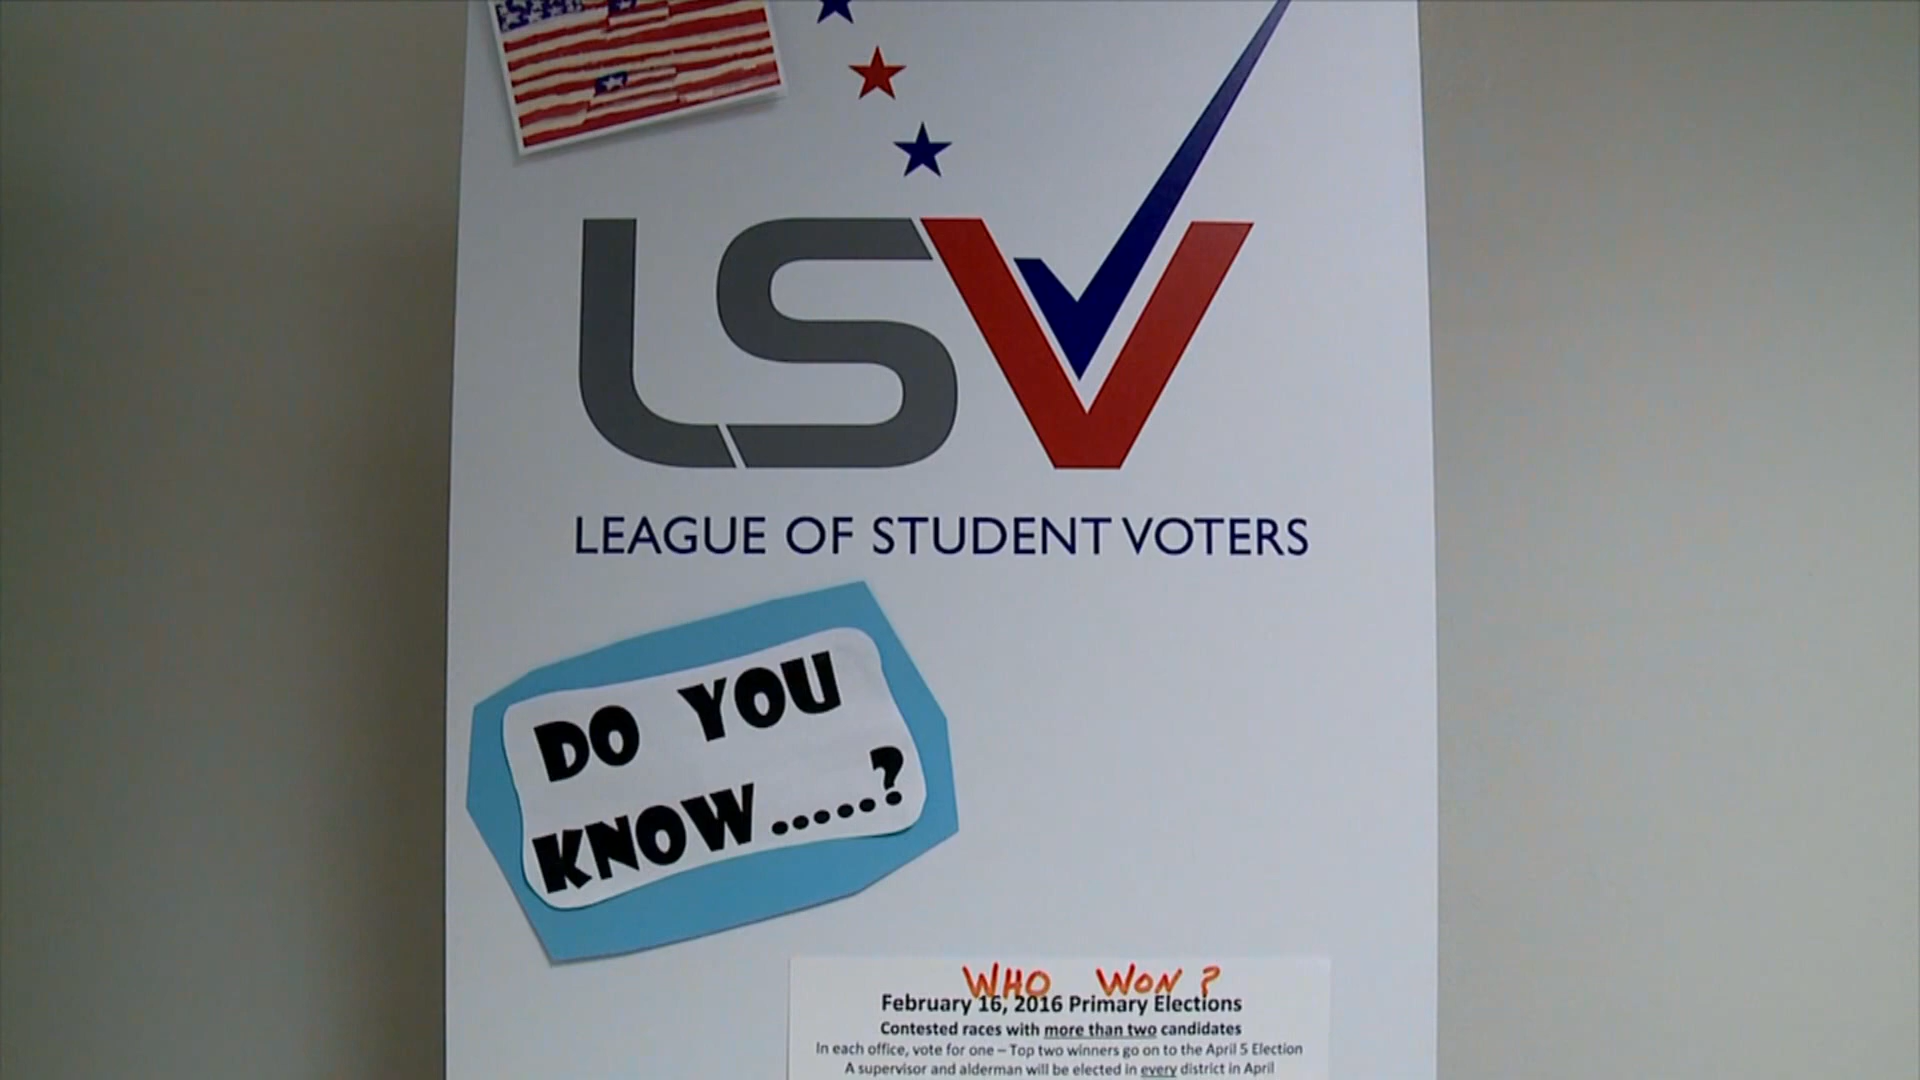 LSV
LEAGUE OF STUDENT VOTERS
DO YOU
KNOW.....?
WHO WON?
February 16, 2016 Primary Elections
Contested races with more than two candidates
In each office, vote for one – Top two winners go on to the April 5 Election
A supervisor and alderman will be elected in every district in April